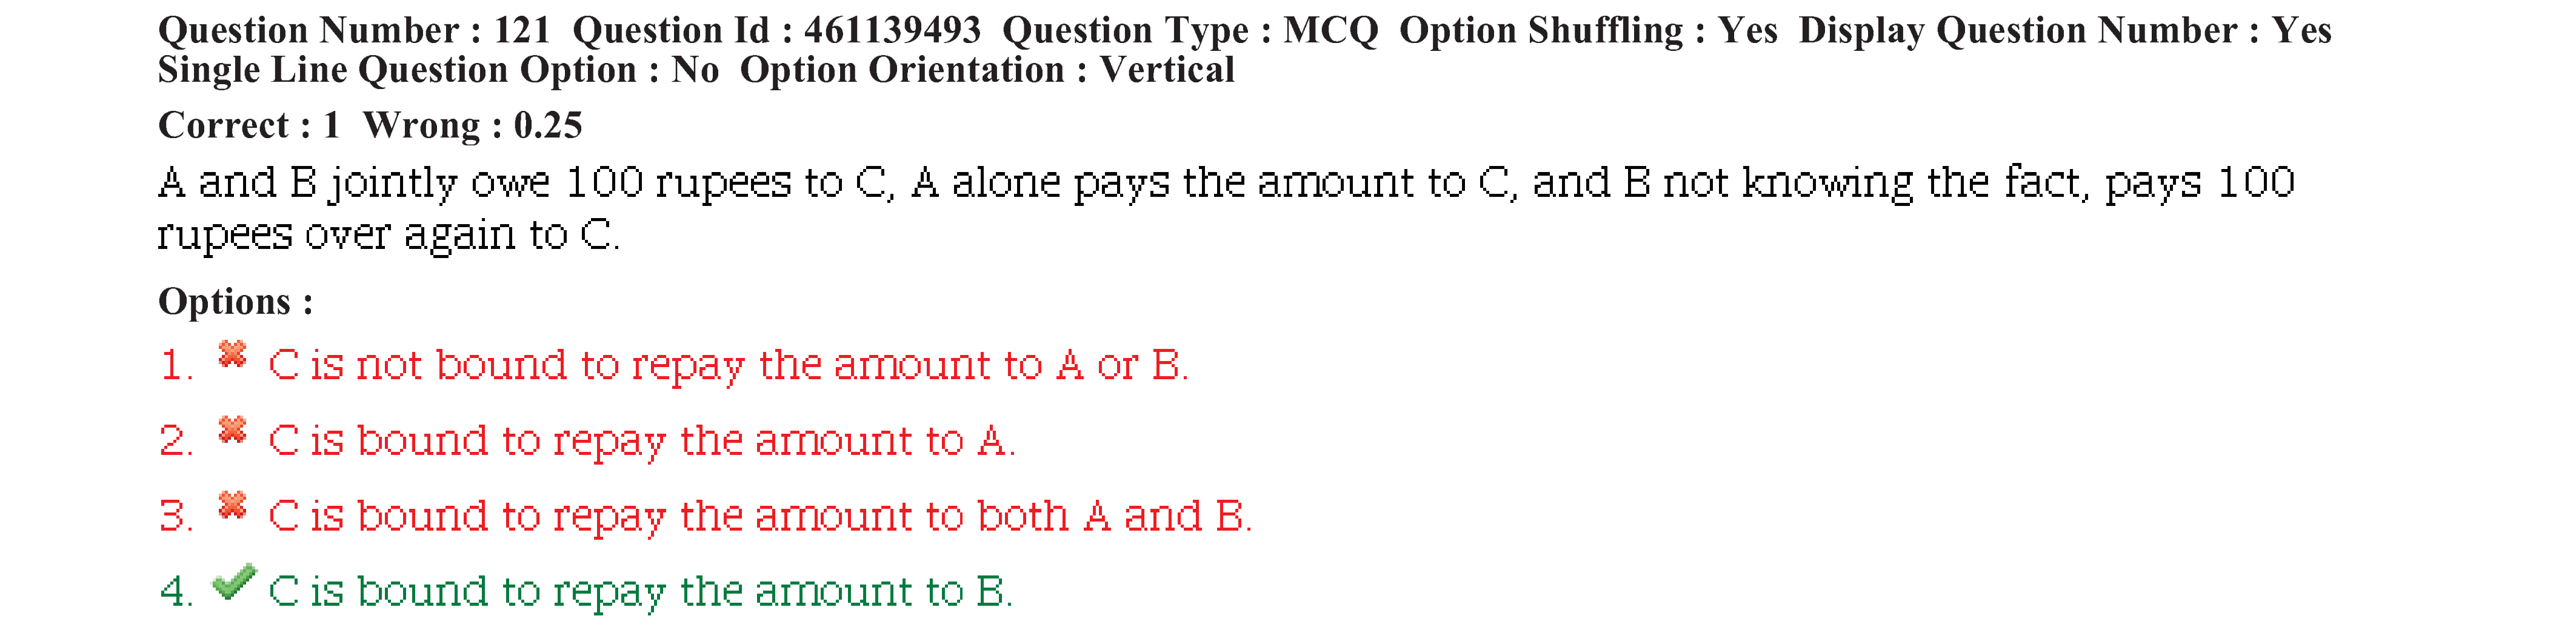 Question Number : 121 Question Id : 461139493 Question Type : MCQ Option Shuffling : Yes Display Question Number : Yes
Single Line Question Option : No Option Orientation : Vertical
Correct : 1 Wrong : 0.25
A and B jointly owe 100 rupees to C, A alone pays the amount to C, and B not knowing the fact, pays 100
rupees over again to C.
Options :
1. C is not bound to repay the amount to A or B.
2. C is bound to repay the amount to A.
3. C is bound to repay the amount to both A and B.
4. C is bound to repay the amount to B.